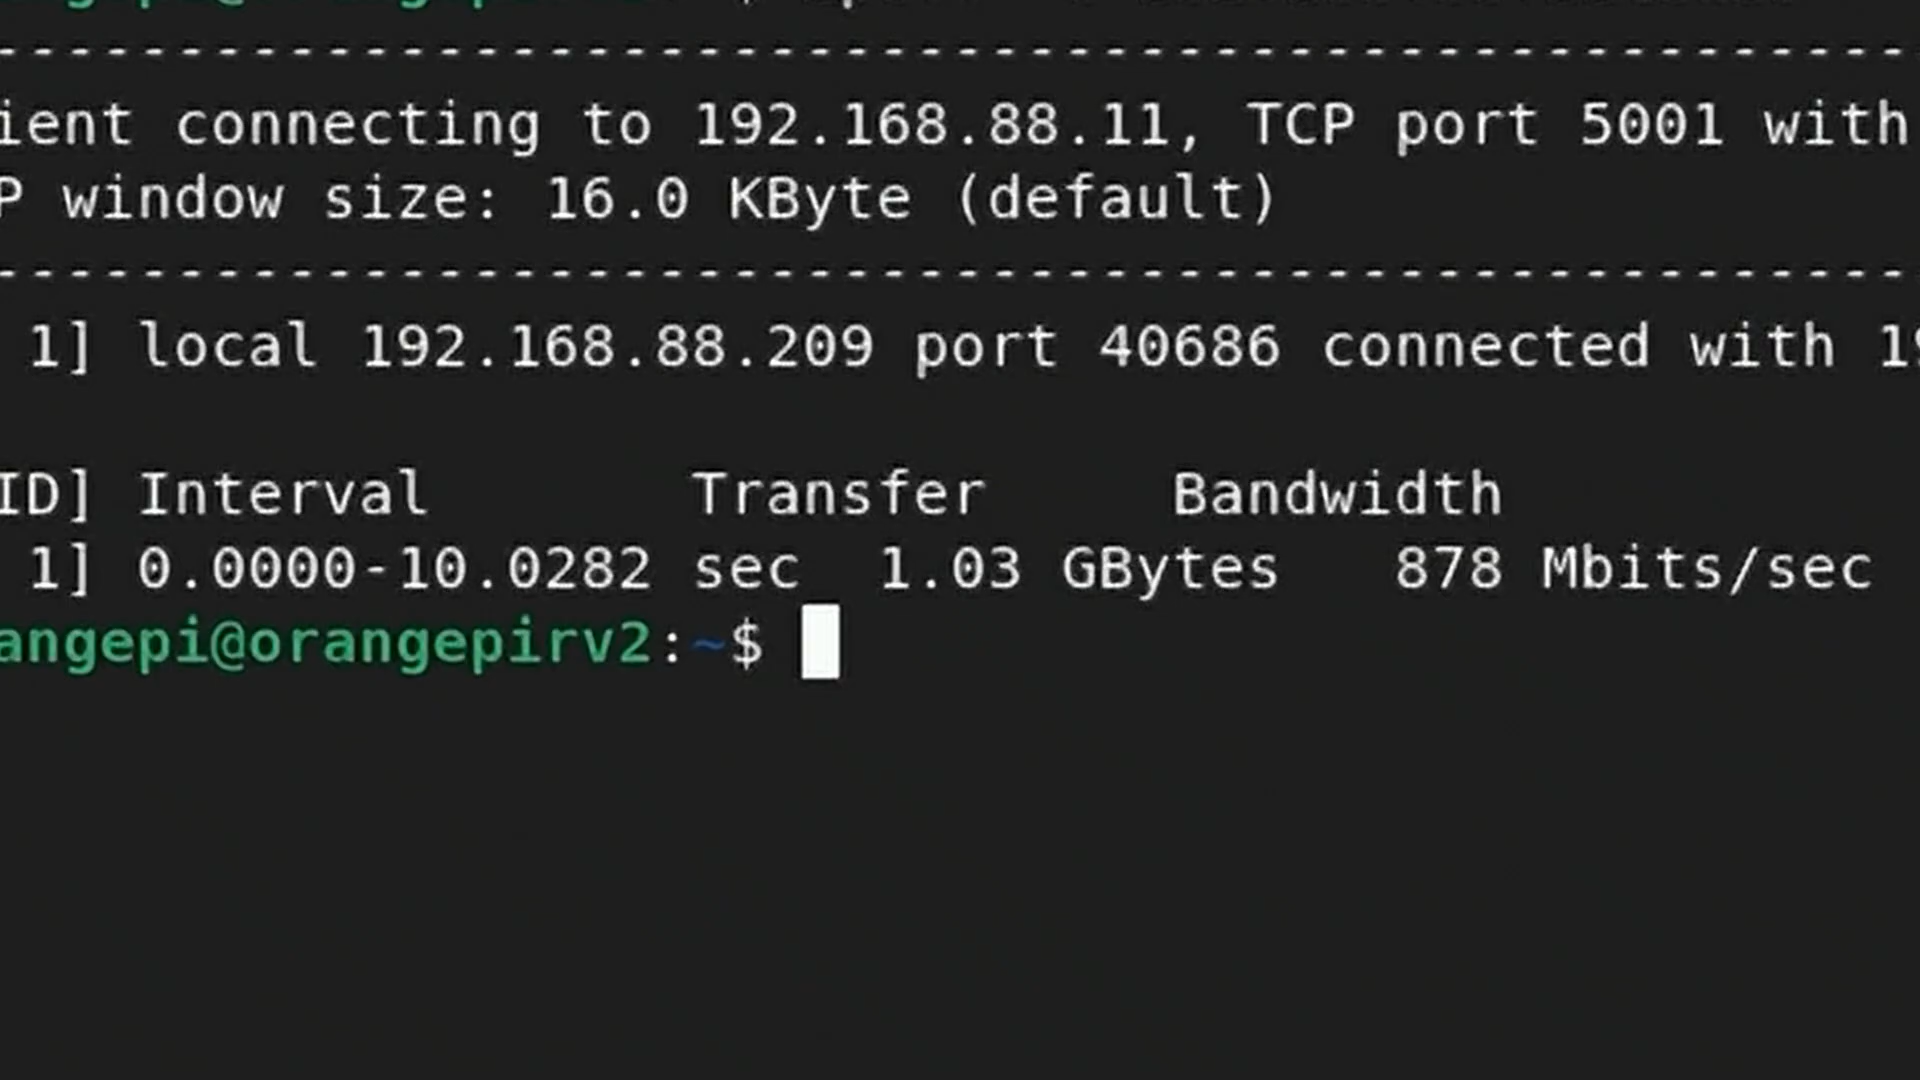 ------------------------------------------------------------
ient connecting to 192.168.88.11, TCP port 5001 with
P window size: 16.0 KByte (default)
------------------------------------------------------------
1] local 192.168.88.209 port 40686 connected with 19
ID] Interval       Transfer     Bandwidth
1] 0.0000-10.0282 sec  1.03 GBytes   878 Mbits/sec
angepi@orangepirv2:~$